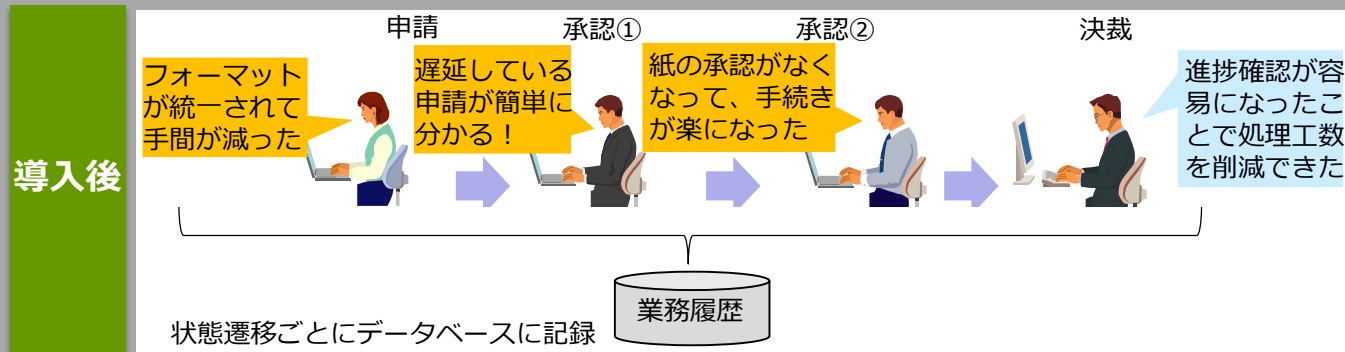 導入後
申請
承認①
承認②
決裁
フォーマット
が統一されて
手間が減った
遅延している
申請が簡単に
分かる！
紙の承認がなく
なって、手続き
が楽になった
進捗確認が容
易になったこ
とで処理工数
を削減できた
業務履歴
状態遷移ごとにデータベースに記録